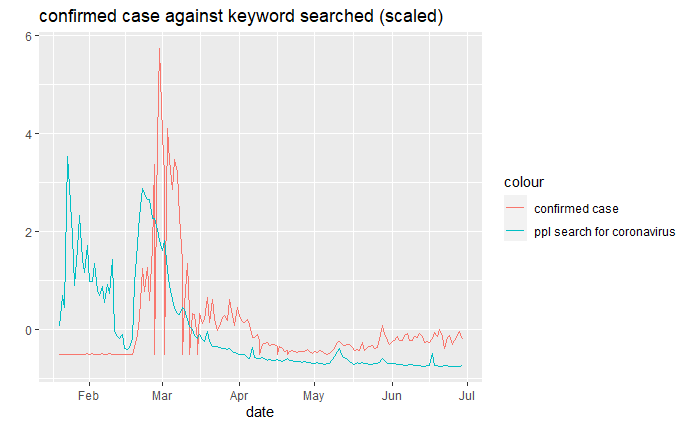 confirmed case against keyword searched (scaled)
6
4
2
0
Feb Mar Apr May Jun Jul
date
colour
confirmed case
ppl search for coronavirus